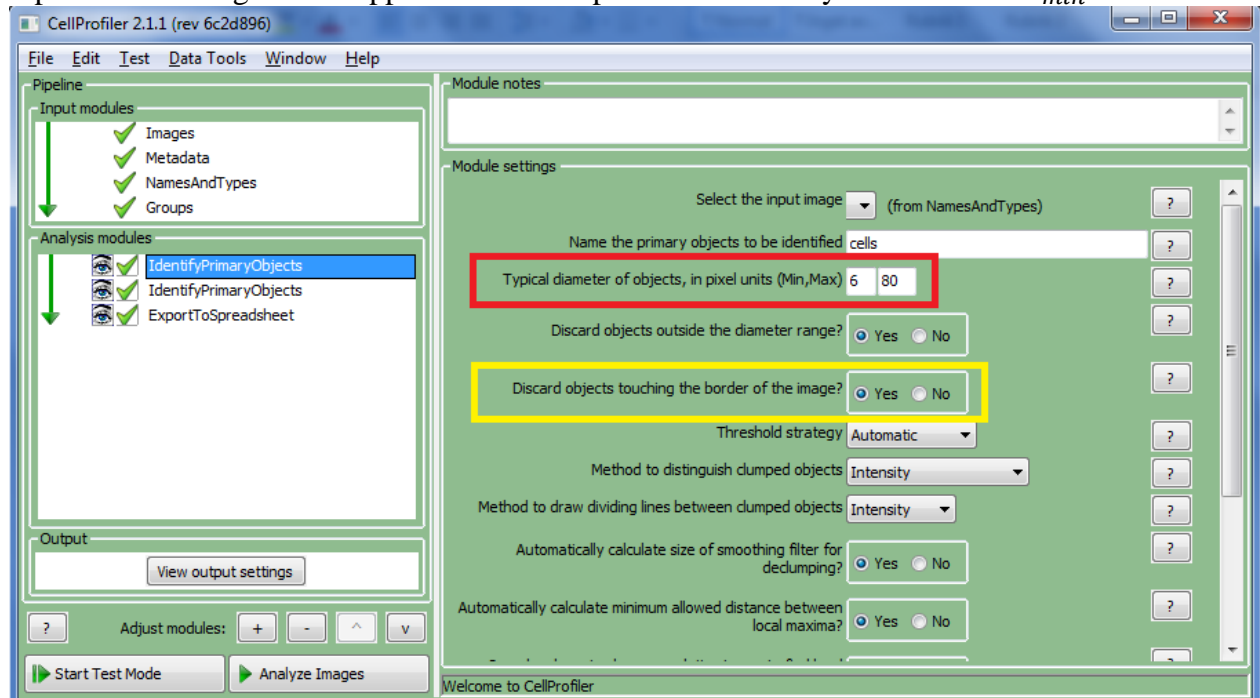 CellProfiler 2.1.1 (rev 6c2d896)
File Edit Test Data Tools Window Help
Pipeline
Input modules
Images
Metadata
NamesAndTypes
Groups
Analysis modules
IdentifyPrimaryObjects
IdentifyPrimaryObjects
ExportToSpreadsheet
Output
View output settings
? Adjust modules: + - ^ v
Start Test Mode Analyze Images
Module notes
Module settings
Select the input image (from NamesAndTypes) ?
Name the primary objects to be identified cells ?
Typical diameter of objects, in pixel units (Min,Max) 6 80 ?
Discard objects outside the diameter range? Yes No ?
Discard objects touching the border of the image? Yes No ?
Threshold strategy Automatic ?
Method to distinguish clumped objects Intensity ?
Method to draw dividing lines between clumped objects Intensity ?
Automatically calculate size of smoothing filter for
declumping? Yes No ?
Automatically calculate minimum allowed distance between
local maxima? Yes No ?
Welcome to CellProfiler